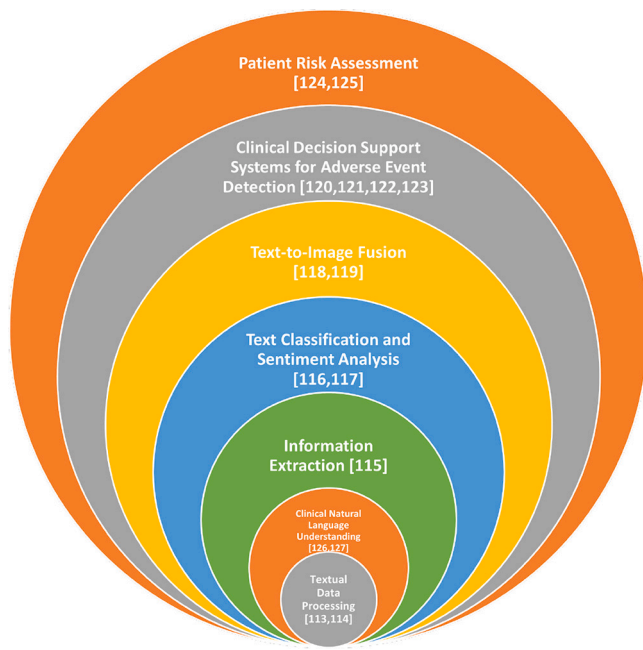 Patient Risk Assessment
[124,125]
Clinical Decision Support
Systems for Adverse Event
Detection [120,121,122,123]
Text-to-Image Fusion
[118,119]
Text Classification and
Sentiment Analysis
[116,117]
Information
Extraction [115]
Clinical Natural
Language
Understanding
[126,127]
Textual
Data
Processing
[113,114]